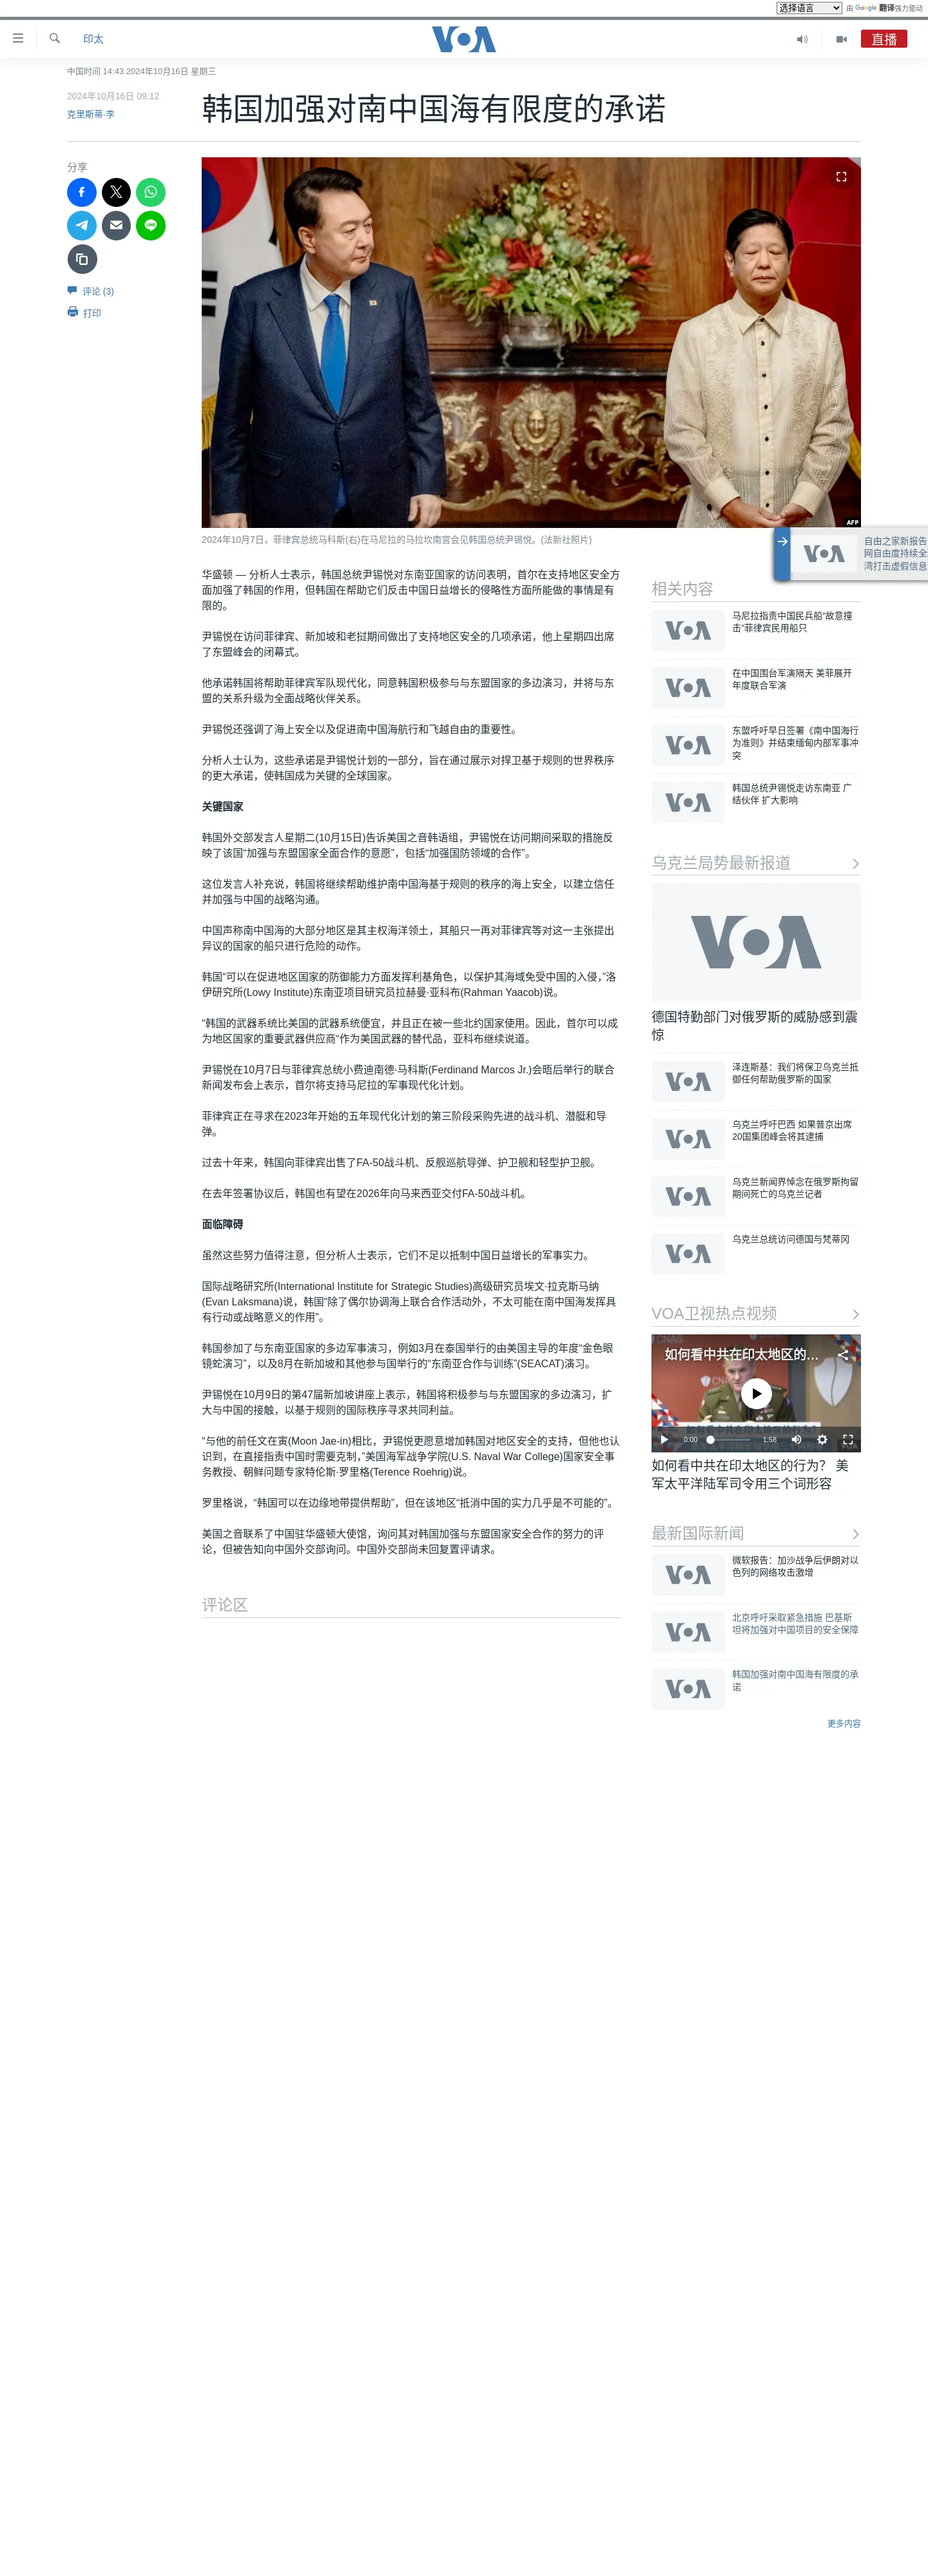 选择语言 由 Google 翻译强力驱动
印太
VOA
直播
中国时间 14:43 2024年10月16日 星期三
2024年10月16日 09:12
克里斯蒂·李
韩国加强对南中国海有限度的承诺
分享
评论 (3)
打印
AFP
2024年10月7日，菲律宾总统马科斯(右)在马尼拉的马拉坎南宫会见韩国总统尹锡悦。(法新社照片)
VOA
自由之家新报告
网自由度持续全
湾打击虚假信息
华盛顿 — 分析人士表示，韩国总统尹锡悦对东南亚国家的访问表明，首尔在支持地区安全方
面加强了韩国的作用，但韩国在帮助它们反击中国日益增长的侵略性方面所能做的事情是有
限的。
尹锡悦在访问菲律宾、新加坡和老挝期间做出了支持地区安全的几项承诺，他上星期四出席
了东盟峰会的闭幕式。
他承诺韩国将帮助菲律宾军队现代化，同意韩国积极参与与东盟国家的多边演习，并将与东
盟的关系升级为全面战略伙伴关系。
尹锡悦还强调了海上安全以及促进南中国海航行和飞越自由的重要性。
分析人士认为，这些承诺是尹锡悦计划的一部分，旨在通过展示对捍卫基于规则的世界秩序
的更大承诺，使韩国成为关键的全球国家。
关键国家
韩国外交部发言人星期二(10月15日)告诉美国之音韩语组，尹锡悦在访问期间采取的措施反
映了该国“加强与东盟国家全面合作的意愿”，包括“加强国防领域的合作”。
这位发言人补充说，韩国将继续帮助维护南中国海基于规则的秩序的海上安全，以建立信任
并加强与中国的战略沟通。
中国声称南中国海的大部分地区是其主权海洋领土，其船只一再对菲律宾等对这一主张提出
异议的国家的船只进行危险的动作。
韩国“可以在促进地区国家的防御能力方面发挥利基角色，以保护其海域免受中国的入侵，”洛
伊研究所(Lowy Institute)东南亚项目研究员拉赫曼·亚科布(Rahman Yaacob)说。
“韩国的武器系统比美国的武器系统便宜，并且正在被一些北约国家使用。因此，首尔可以成
为地区国家的重要武器供应商“作为美国武器的替代品，亚科布继续说道。
尹锡悦在10月7日与菲律宾总统小费迪南德·马科斯(Ferdinand Marcos Jr.)会晤后举行的联合
新闻发布会上表示，首尔将支持马尼拉的军事现代化计划。
菲律宾正在寻求在2023年开始的五年现代化计划的第三阶段采购先进的战斗机、潜艇和导
弹。
过去十年来，韩国向菲律宾出售了FA-50战斗机、反舰巡航导弹、护卫舰和轻型护卫舰。
在去年签署协议后，韩国也有望在2026年向马来西亚交付FA-50战斗机。
面临障碍
虽然这些努力值得注意，但分析人士表示，它们不足以抵制中国日益增长的军事实力。
国际战略研究所(International Institute for Strategic Studies)高级研究员埃文·拉克斯马纳
(Evan Laksmana)说，韩国“除了偶尔协调海上联合合作活动外，不太可能在南中国海发挥具
有行动或战略意义的作用”。
韩国参加了与东南亚国家的多边军事演习，例如3月在泰国举行的由美国主导的年度“金色眼
镜蛇演习”，以及8月在新加坡和其他参与国举行的“东南亚合作与训练”(SEACAT)演习。
尹锡悦在10月9日的第47届新加坡讲座上表示，韩国将积极参与与东盟国家的多边演习，扩
大与中国的接触，以基于规则的国际秩序寻求共同利益。
“与他的前任文在寅(Moon Jae-in)相比，尹锡悦更愿意增加韩国对地区安全的支持，但他也认
识到，在直接指责中国时需要克制，”美国海军战争学院(U.S. Naval War College)国家安全事
务教授、朝鲜问题专家特伦斯·罗里格(Terence Roehrig)说。
罗里格说，“韩国可以在边缘地带提供帮助”，但在该地区“抵消中国的实力几乎是不可能的”。
美国之音联系了中国驻华盛顿大使馆，询问其对韩国加强与东盟国家安全合作的努力的评
论，但被告知向中国外交部询问。中国外交部尚未回复置评请求。
评论区
相关内容
VOA
马尼拉指责中国民兵船“故意撞
击”菲律宾民用船只
VOA
在中国围台军演隔天 美菲展开
年度联合军演
VOA
东盟呼吁早日签署《南中国海行
为准则》并结束缅甸内部军事冲
突
VOA
韩国总统尹锡悦走访东南亚 广
结伙伴 扩大影响
乌克兰局势最新报道
VOA
德国特勤部门对俄罗斯的威胁感到震
惊
VOA
泽连斯基：我们将保卫乌克兰抵
御任何帮助俄罗斯的国家
VOA
乌克兰呼吁巴西 如果普京出席
20国集团峰会将其逮捕
VOA
乌克兰新闻界悼念在俄罗斯拘留
期间死亡的乌克兰记者
VOA
乌克兰总统访问德国与梵蒂冈
VOA卫视热点视频
如何看中共在印太地区的...
0:00 1:58
如何看中共在印太地区的行为？ 美
军太平洋陆军司令用三个词形容
最新国际新闻
VOA
微软报告：加沙战争后伊朗对以
色列的网络攻击激增
VOA
北京呼吁采取紧急措施 巴基斯
坦将加强对中国项目的安全保障
VOA
韩国加强对南中国海有限度的承
诺
更多内容